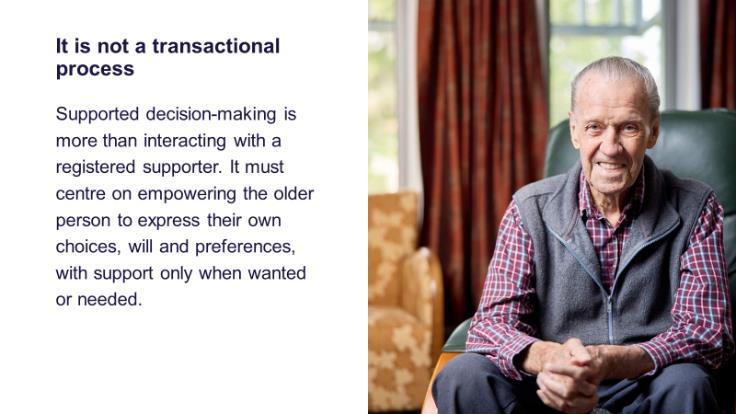 It is not a transactional
process
Supported decision-making is
more than interacting with a
registered supporter. It must
centre on empowering the older
person to express their own
choices, will and preferences,
with support only when wanted
or needed.